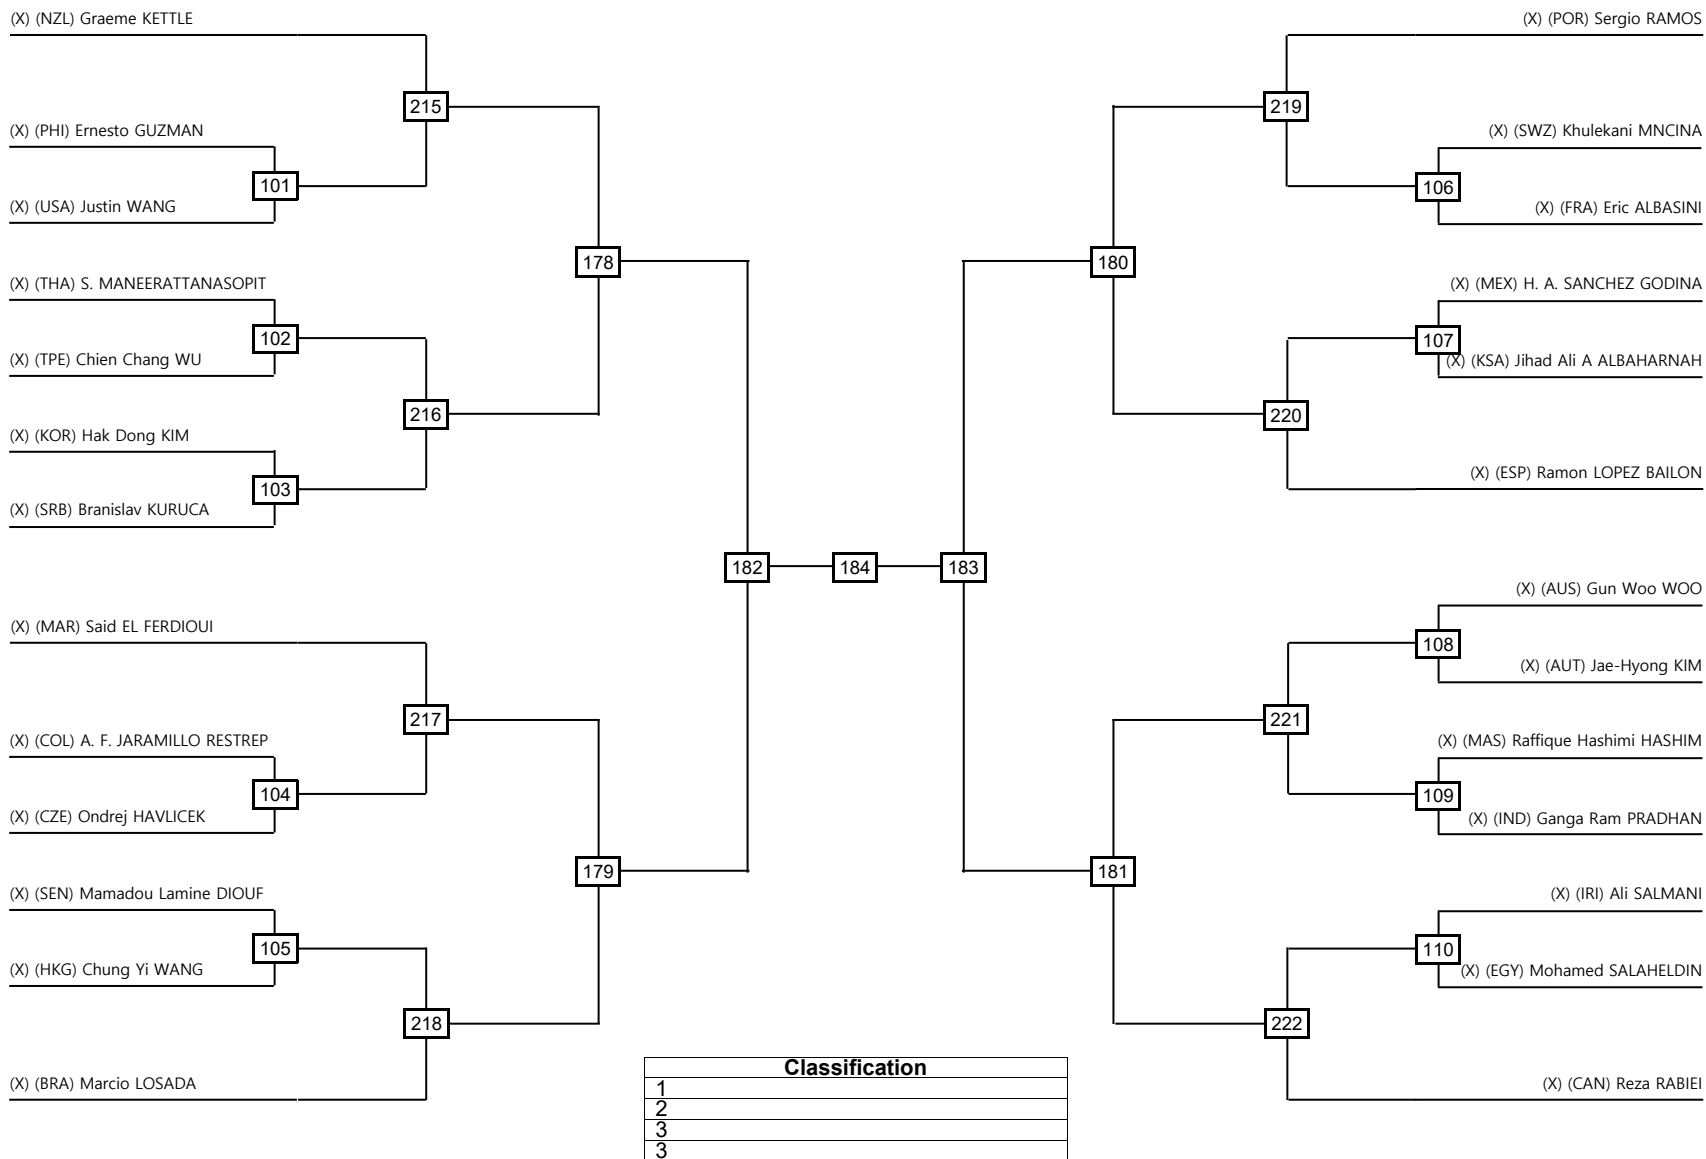 (X) (NZL) Graeme KETTLE
215
(X) (PHI) Ernesto GUZMAN
101
(X) (USA) Justin WANG
178
(X) (THA) S. MANEERATTANASOPIT
102
(X) (TPE) Chien Chang WU
216
(X) (KOR) Hak Dong KIM
103
(X) (SRB) Branislav KURUCA
182
184
183
(X) (MAR) Said EL FERDIOUI
217
(X) (COL) A. F. JARAMILLO RESTREP
104
(X) (CZE) Ondrej HAVLICEK
179
(X) (SEN) Mamadou Lamine DIOUF
105
(X) (HKG) Chung Yi WANG
218
(X) (BRA) Marcio LOSADA
(X) (POR) Sergio RAMOS
219
(X) (SWZ) Khulekani MNCINA
106
(X) (FRA) Eric ALBASINI
180
(X) (MEX) H. A. SANCHEZ GODINA
107
(X) (KSA) Jihad Ali A ALBAHARNAH
220
(X) (ESP) Ramon LOPEZ BAILON
(X) (AUS) Gun Woo WOO
108
(X) (AUT) Jae-Hyong KIM
221
(X) (MAS) Raffique Hashimi HASHIM
109
(X) (IND) Ganga Ram PRADHAN
181
(X) (IRI) Ali SALMANI
110
(X) (EGY) Mohamed SALAHELDIN
222
(X) (CAN) Reza RABIEI
Classification
1
2
3
3